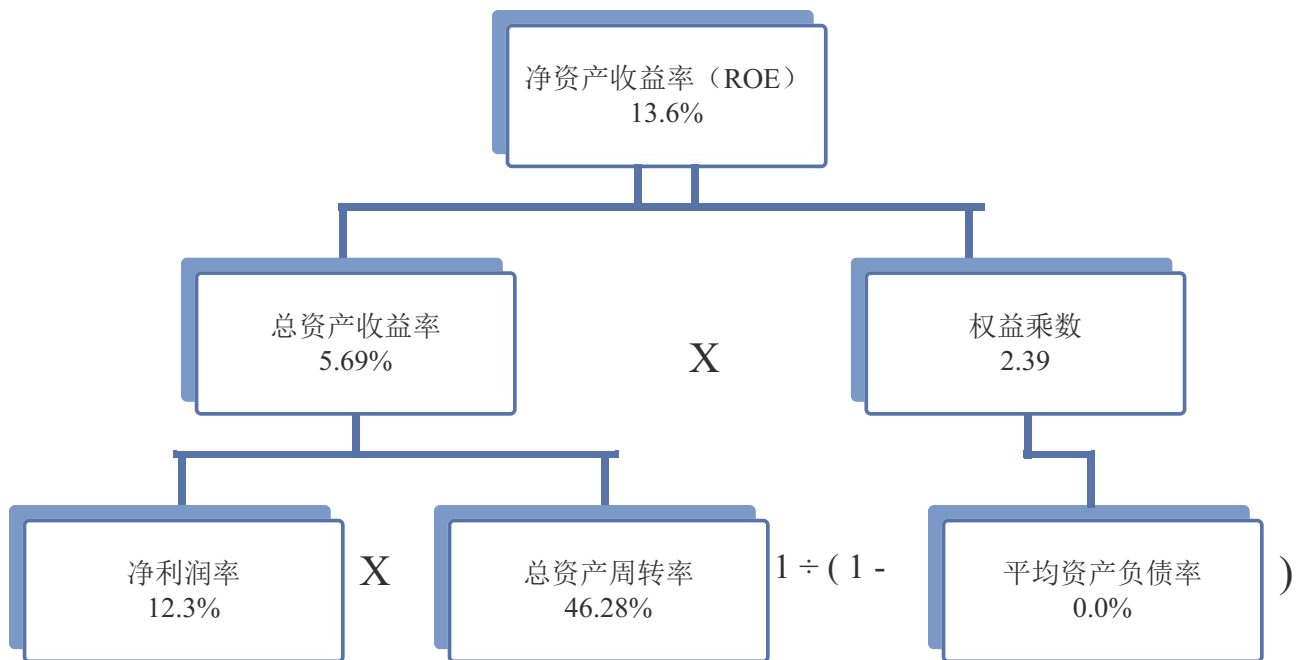 净资产收益率（ROE）
13.6%
总资产收益率
5.69%
X
权益乘数
2.39
净利润率
12.3%
X
总资产周转率
46.28%
1 ÷ ( 1 -
平均资产负债率
0.0%
)